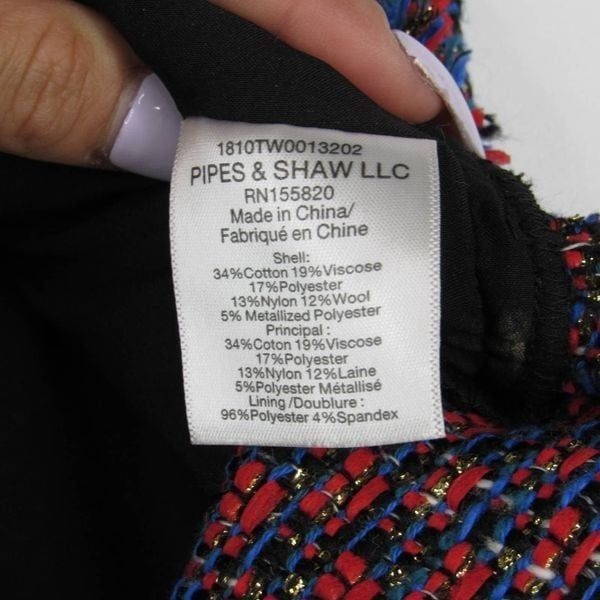 1810TW0013202
PIPES & SHAW LLC
RN155820
Made in China/
Fabriqué en Chine
Shell:
34%Cotton 19%Viscose
17%Polyester
13%Nylon 12%Wool
5% Metallized Polyester
Principal :
34%Coton 19%Viscose
17%Polyester
13%Nylon 12%Laine
5%Polyester Métallisé
Lining /Doublure :
96%Polyester 4%Spandex